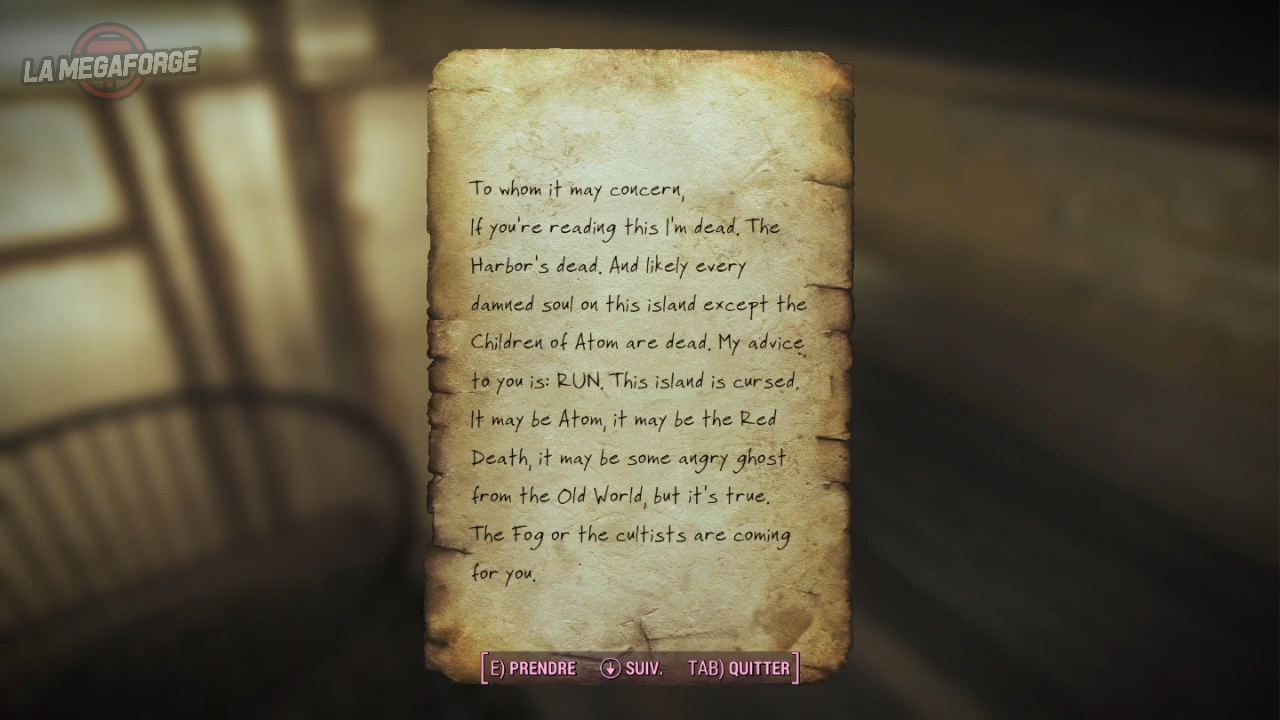 LA MEGAFORGE
To whom it may concern,
If you're reading this I'm dead. The
Harbor's dead. And likely every
damned soul on this island except the
Children of Atom are dead. My advice
to you is: RUN. This island is cursed.
It may be Atom, it may be the Red
Death, it may be some angry ghost
from the Old World, but it's true.
The Fog or the cultists are coming
for you.
E) PRENDRE SUIV. TAB) QUITTER